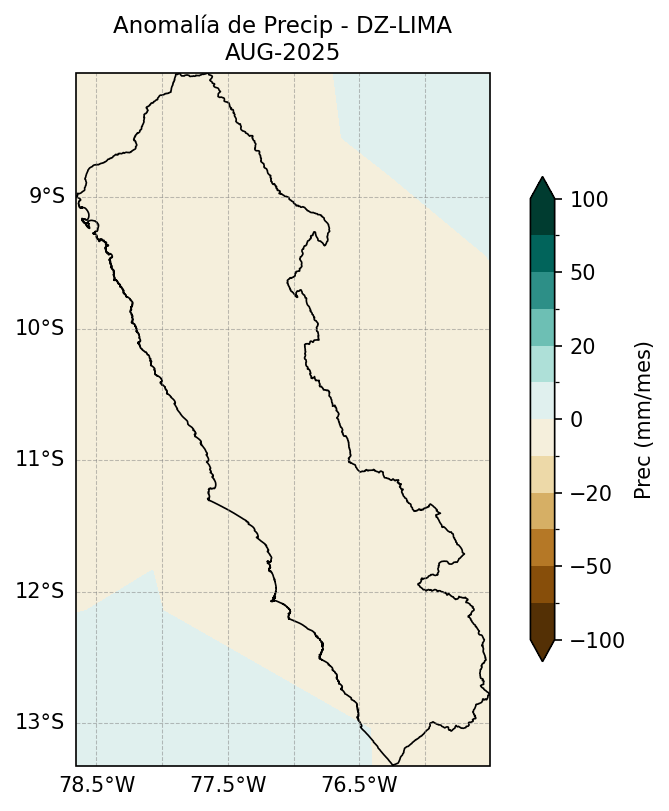 Anomalía de Precip - DZ-LIMA
AUG-2025
9°S
10°S
11°S
12°S
13°S
78.5°W
77.5°W
76.5°W
100
50
20
0
−20
−50
−100
Prec (mm/mes)